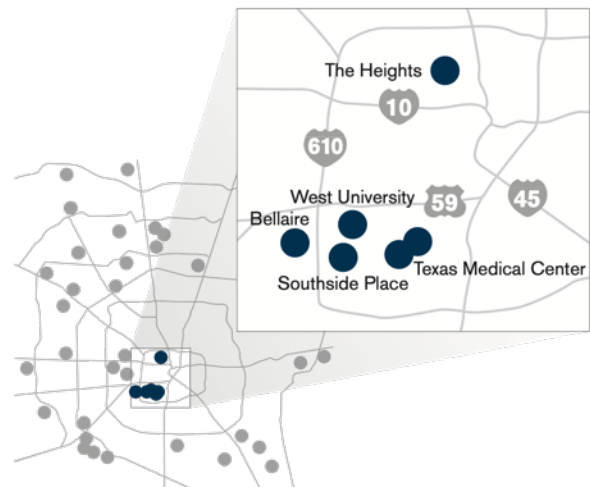 The Heights
10
610
West University
59
45
Bellaire
Texas Medical Center
Southside Place